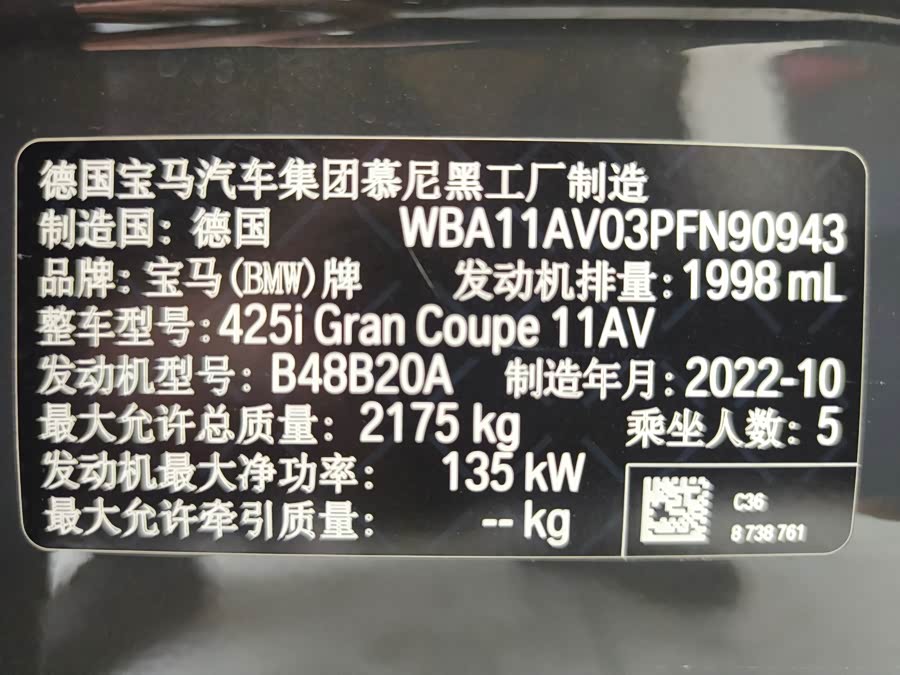 德国宝马汽车集团慕尼黑工厂制造
制造国：德国 WBA11AV03PFN90943
品牌：宝马(BMW)牌 发动机排量：1998 mL
整车型号：425i Gran Coupe 11AV
发动机型号：B48B20A 制造年月：2022-10
最大允许总质量：2175 kg 乘坐人数：5
发动机最大净功率：135 kW
最大允许牵引质量：-- kg
C36
8 738 761